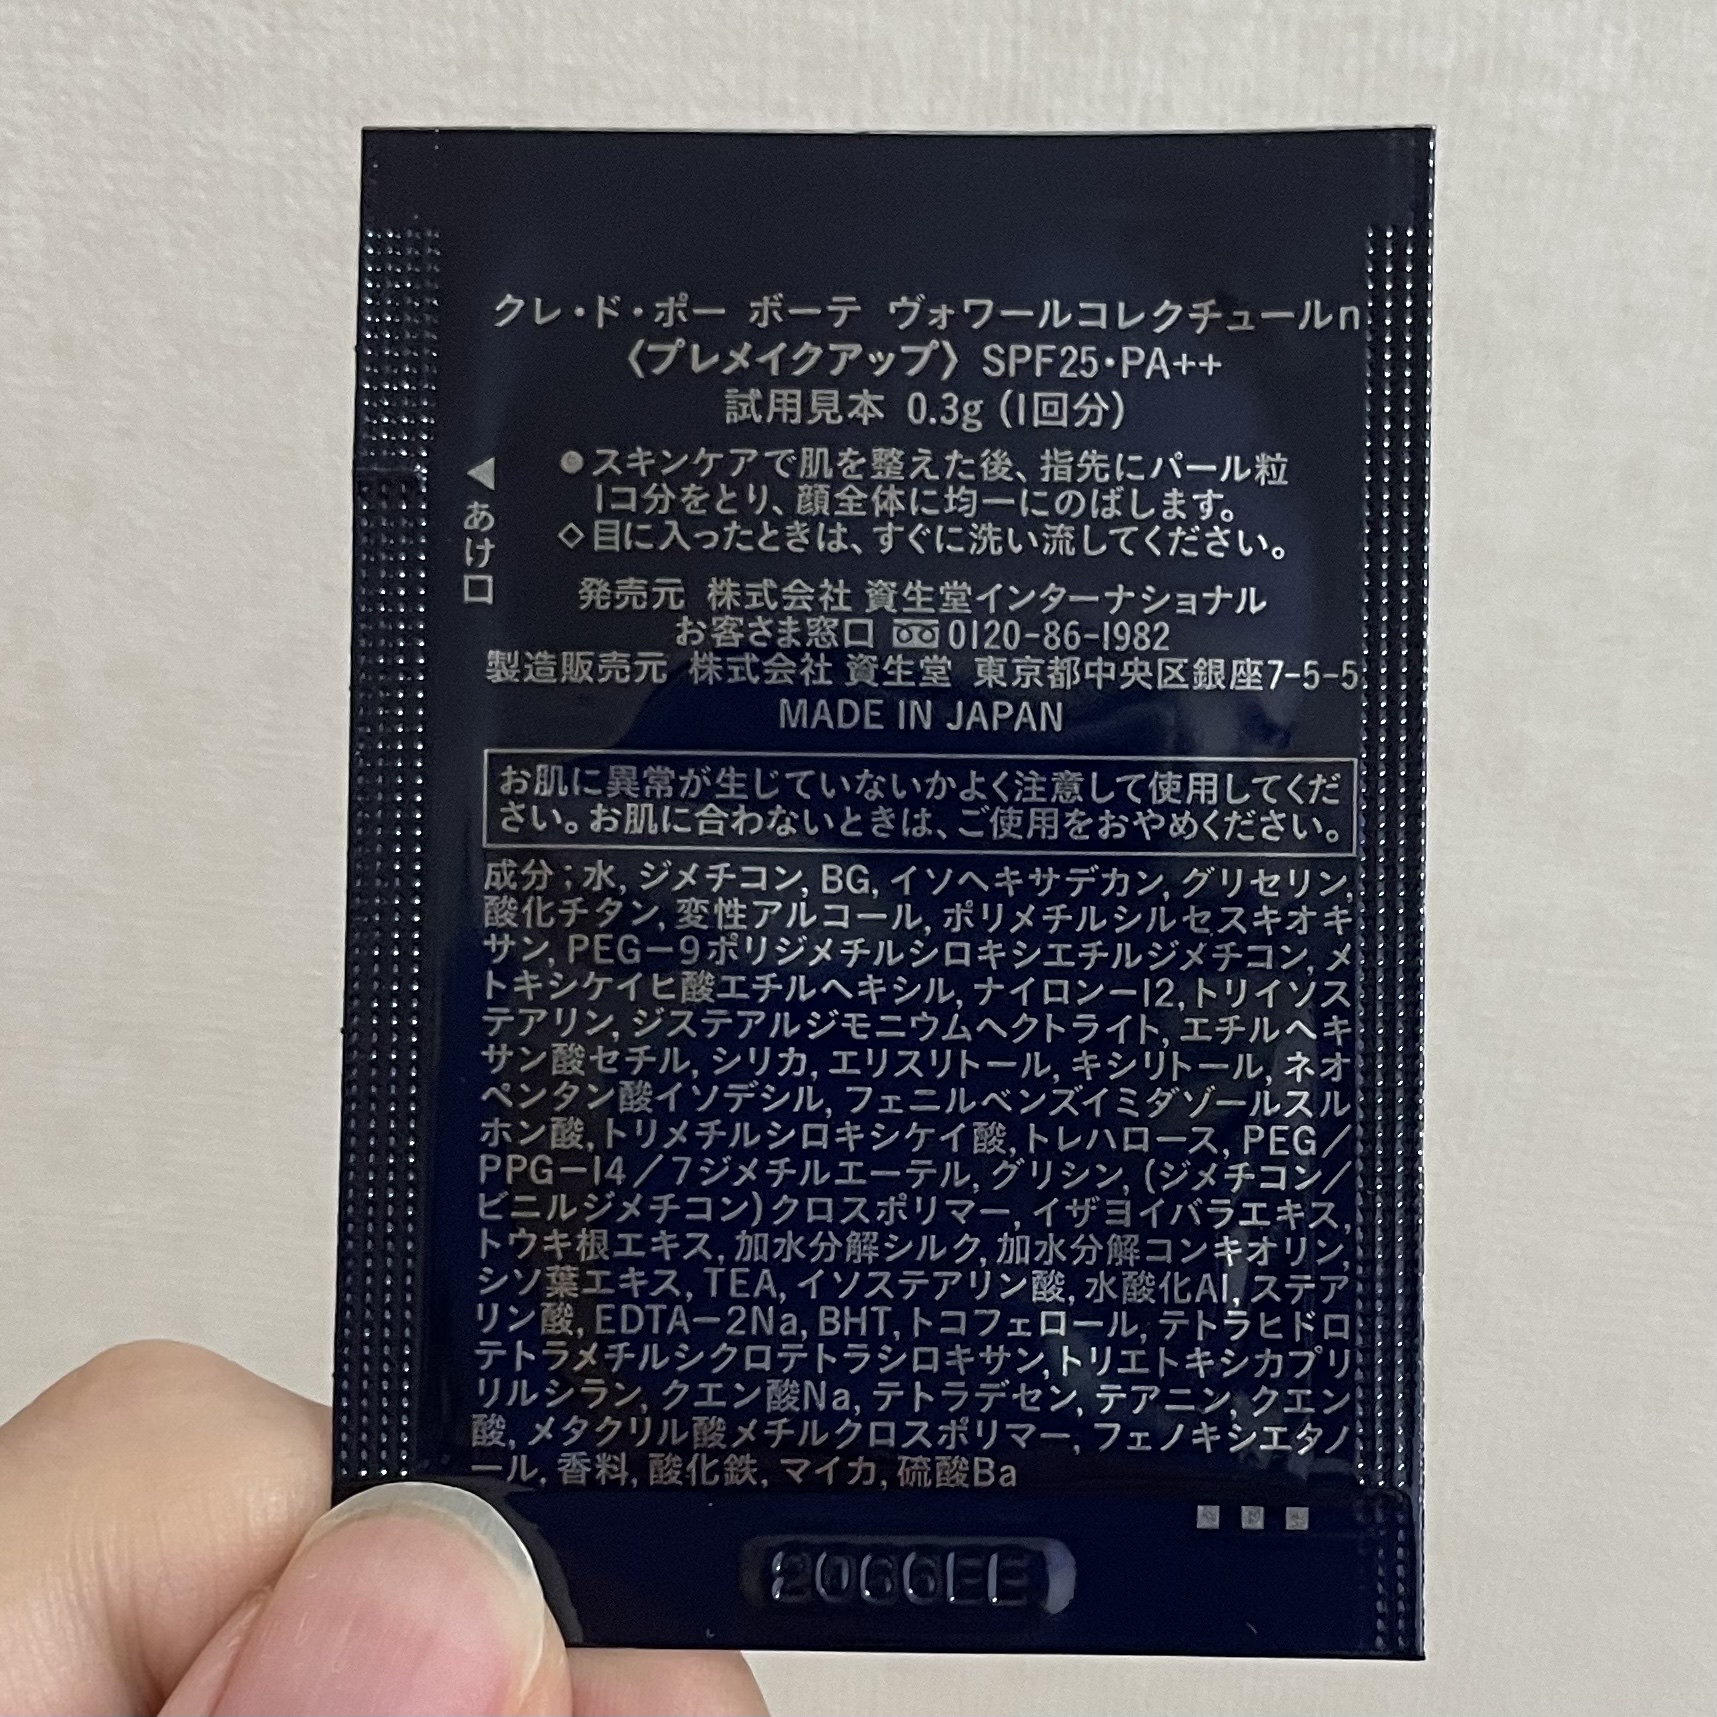 クレ・ド・ポー ボーテ ヴォワールコレクチュールn
〈プレメイクアップ〉 SPF25・PA++
試用見本 0.3g (1回分)
◀あけ口
●スキンケアで肌を整えた後、指先にパール粒
1コ分をとり、顔全体に均一にのばします。
◇目に入ったときは、すぐに洗い流してください。
発売元 株式会社 資生堂インターナショナル
お客さま窓口 0120-86-1982
製造販売元 株式会社 資生堂 東京都中央区銀座7-5-5
MADE IN JAPAN
お肌に異常が生じていないかよく注意して使用してくだ
さい。お肌に合わないときは、ご使用をおやめください。
成分;水, ジメチコン, BG, イソヘキサデカン, グリセリン,
酸化チタン, 変性アルコール, ポリメチルシルセスキオキ
サン, PEG-9ポリジメチルシロキシエチルジメチコン, メ
トキシケイヒ酸エチルヘキシル, ナイロン-12, トリイソス
テアリン, ジステアルジモニウムヘクトライト, エチルヘキ
サン酸セチル, シリカ, エリスリトール, キシリトール, ネオ
ペンタン酸イソデシル, フェニルベンズイミダゾールスル
ホン酸, トリメチルシロキシケイ酸, トレハロース, PEG/
PPG-14/7ジメチルエーテル, グリシン, (ジメチコン/
ビニルジメチコン)クロスポリマー, イザヨイバラエキス,
トウキ根エキス, 加水分解シルク, 加水分解コンキオリン,
シソ葉エキス, TEA, イソステアリン酸, 水酸化Al, ステア
リン酸, EDTA-2Na, BHT, トコフェロール, テトラヒドロ
テトラメチルシクロテトラシロキサン, トリエトキシカプリ
リルシラン, クエン酸Na, テトラデセン, テアニン, クエン
酸, メタクリル酸メチルクロスポリマー, フェノキシエタノ
ール, 香料, 酸化鉄, マイカ, 硫酸Ba